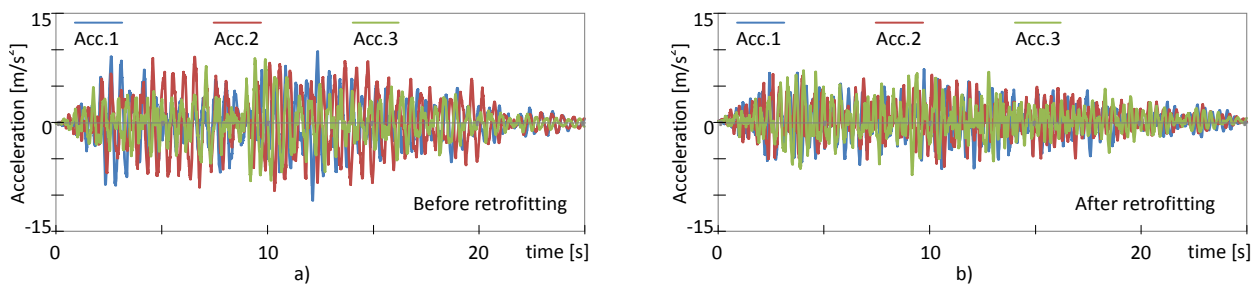 Acceleration [m/s²]
15
0
-15
Acc.1 Acc.2 Acc.3
Before retrofitting
0 10 20 time [s]
a)
Acceleration [m/s²]
15
0
-15
Acc.1 Acc.2 Acc.3
After retrofitting
0 10 20 time [s]
b)